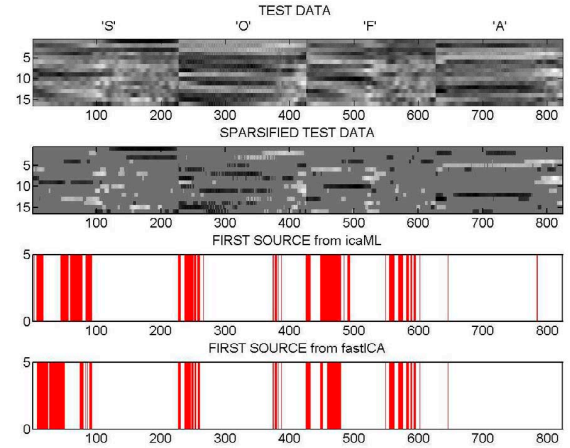 TEST DATA
'S' 'O' 'F' 'A'
5
10
15
100 200 300 400 500 600 700 800
SPARSIFIED TEST DATA
5
10
15
100 200 300 400 500 600 700 800
FIRST SOURCE from icaML
5
0
100 200 300 400 500 600 700 800
FIRST SOURCE from fastICA
5
0
100 200 300 400 500 600 700 800